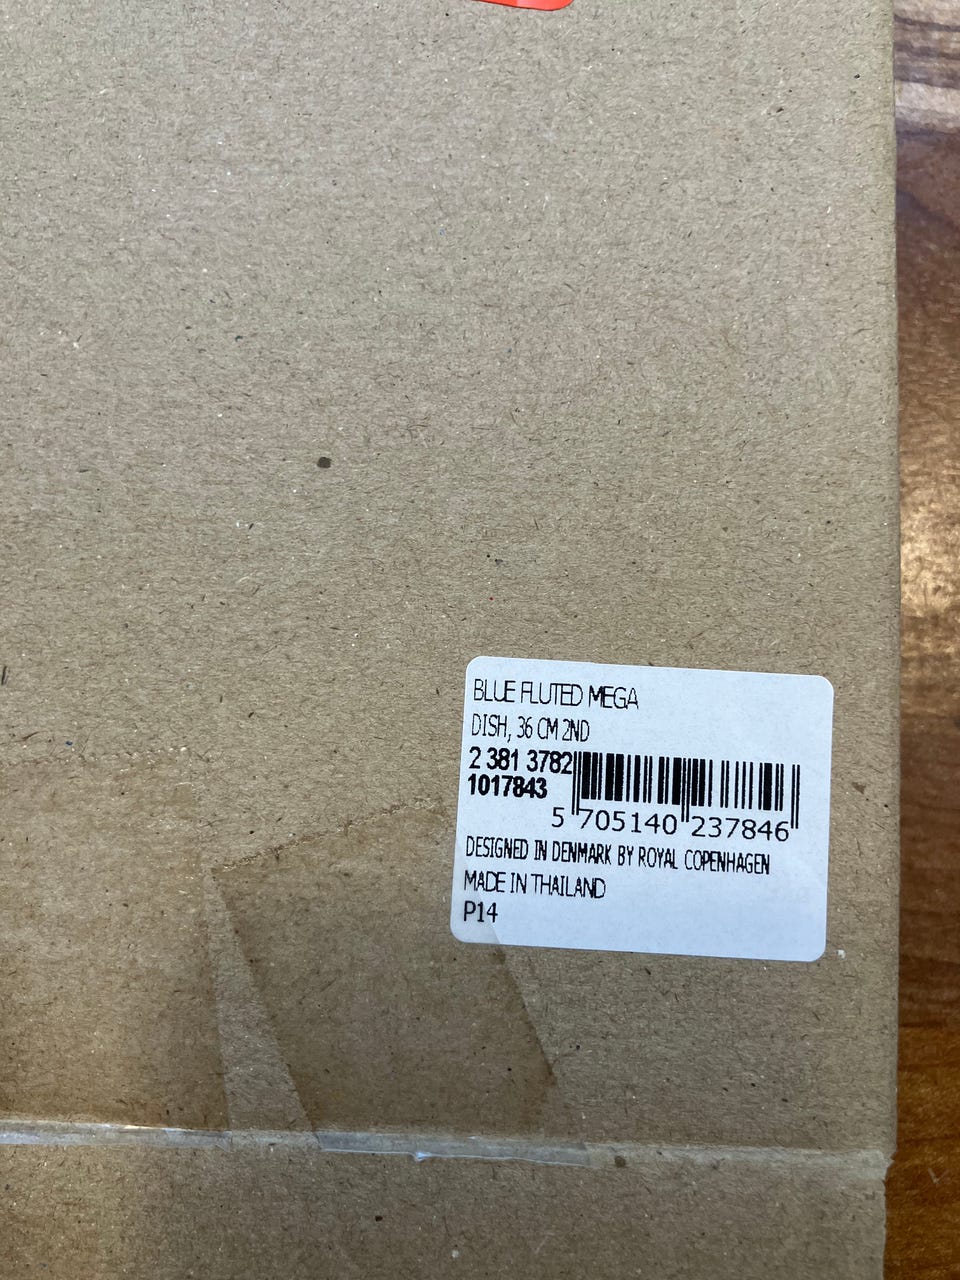 BLUE FLUTED MEGA
DISH, 36 CM 2ND
2 381 3782
1017843
5 705140 237846
DESIGNED IN DENMARK BY ROYAL COPENHAGEN
MADE IN THAILAND
P14